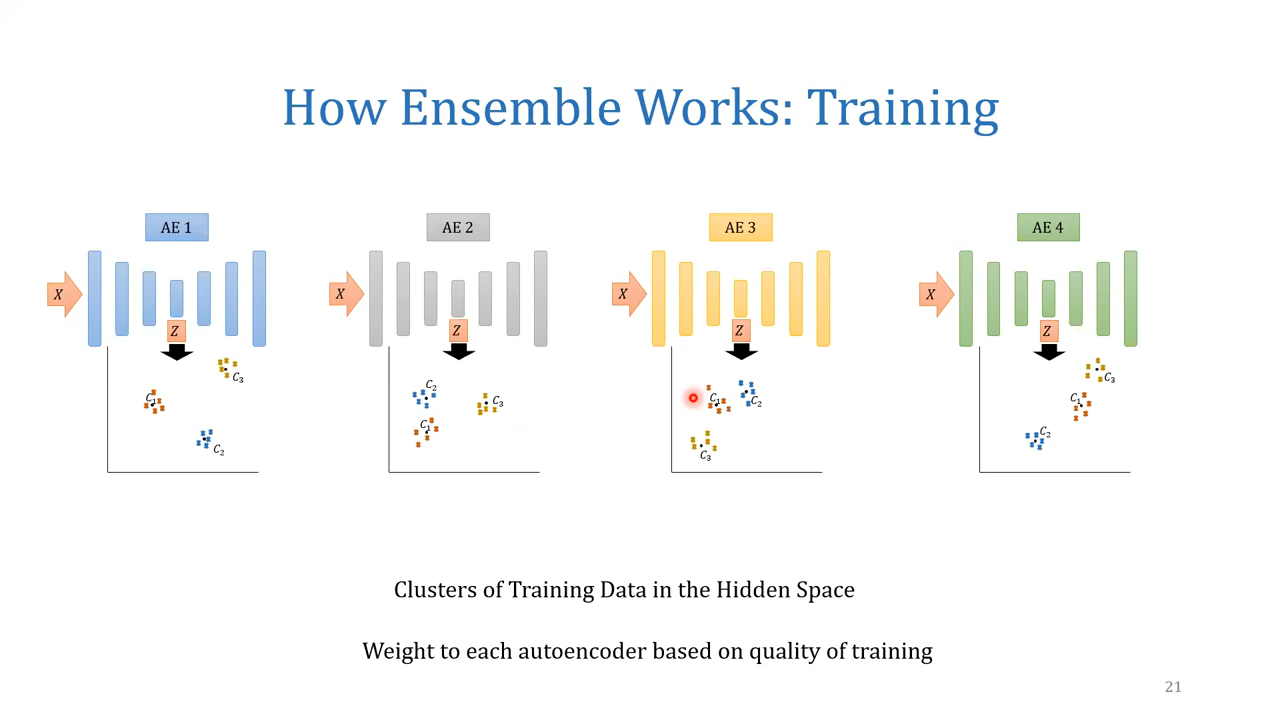 How Ensemble Works: Training
AE 1
AE 2
AE 3
AE 4
X
X
X
X
Z
Z
Z
Z
C₃
C₁
C₂
C₂
C₃
C₁
C₁
C₂
C₃
C₃
C₁
C₂
Clusters of Training Data in the Hidden Space
Weight to each autoencoder based on quality of training
21